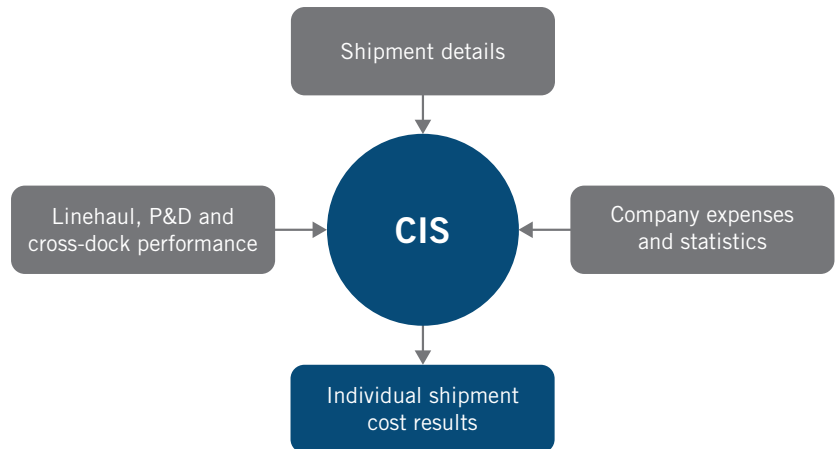 Shipment details
Linehaul, P&D and
cross-dock performance
CIS
Company expenses
and statistics
Individual shipment
cost results